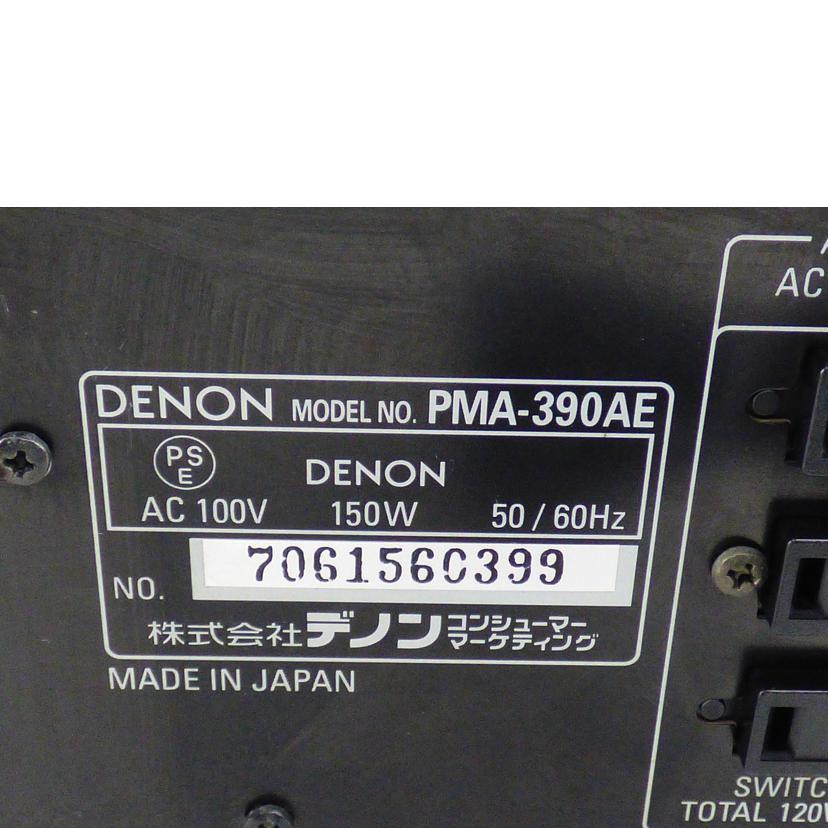 DENON MODEL NO. PMA-390AE
PS
E
DENON
AC 100V 150W 50 / 60Hz
NO. 7061560399
株式会社デノン コンシューマー
マーケティング
MADE IN JAPAN
AC
SWITC
TOTAL 120W